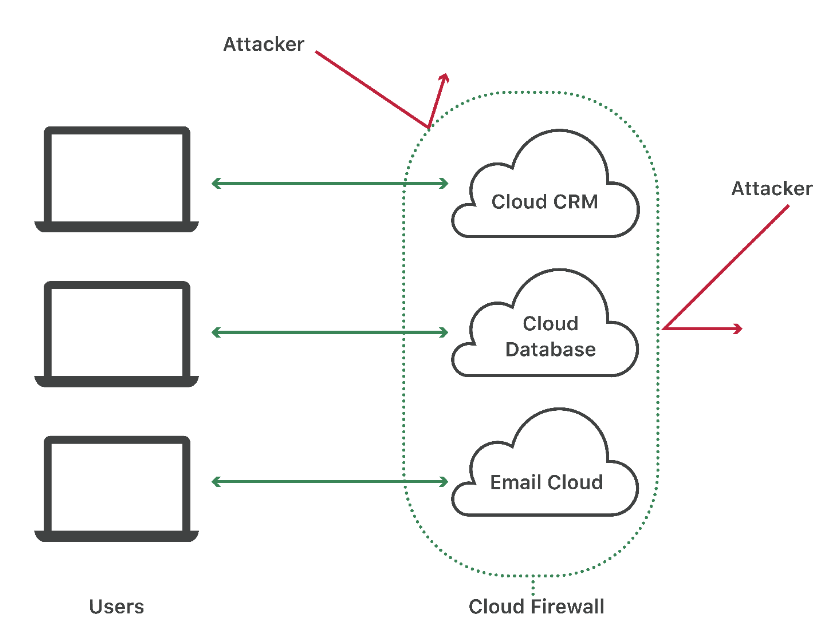 Attacker
Attacker
Cloud CRM
Cloud
Database
Email Cloud
Users
Cloud Firewall